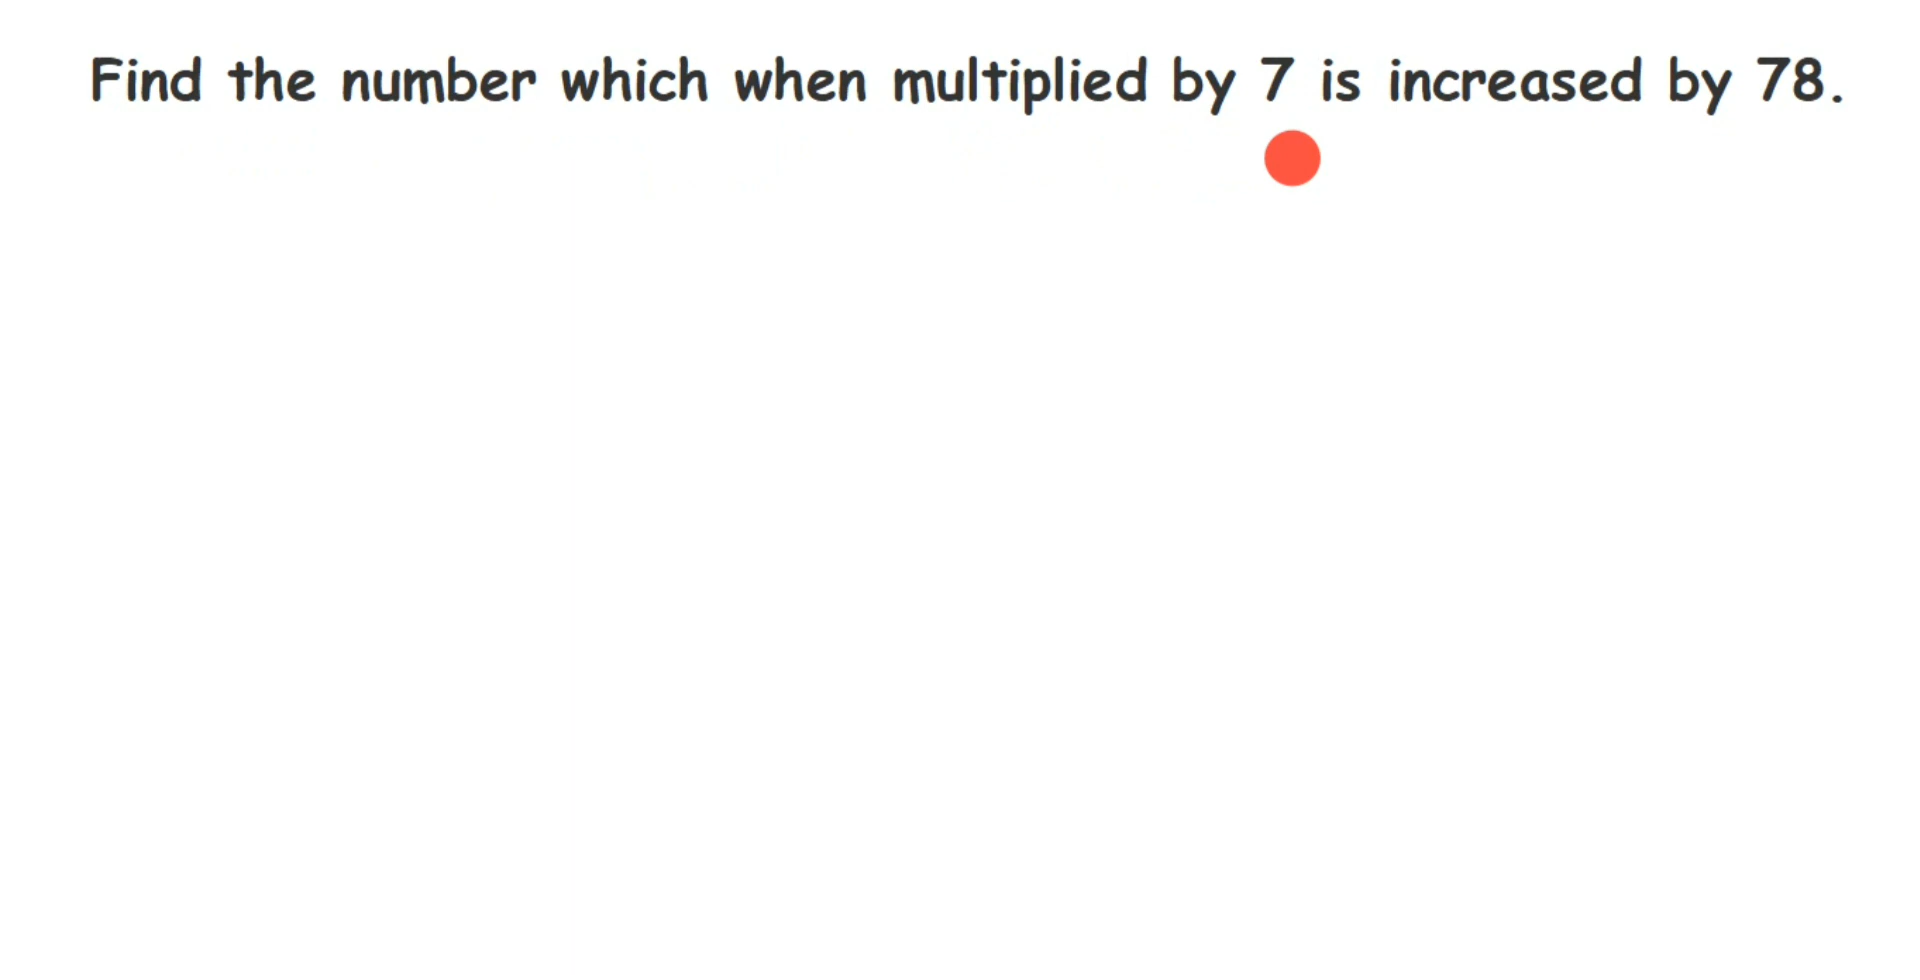 Find the number which when multiplied by 7 is increased by 78.